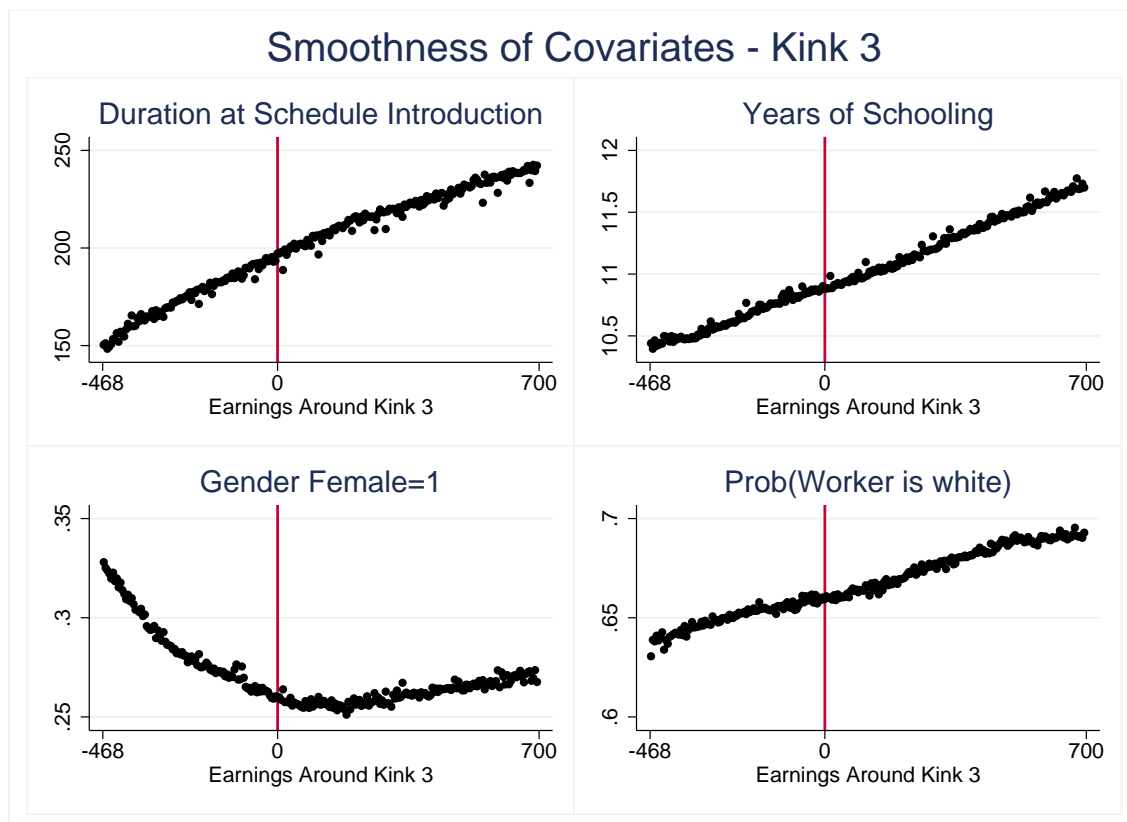 Smoothness of Covariates - Kink 3
Duration at Schedule Introduction
250
200
150
-468 0 700
Earnings Around Kink 3
Years of Schooling
12
11.5
11
10.5
-468 0 700
Earnings Around Kink 3
Gender Female=1
.35
.3
.25
-468 0 700
Earnings Around Kink 3
Prob(Worker is white)
.7
.65
.6
-468 0 700
Earnings Around Kink 3